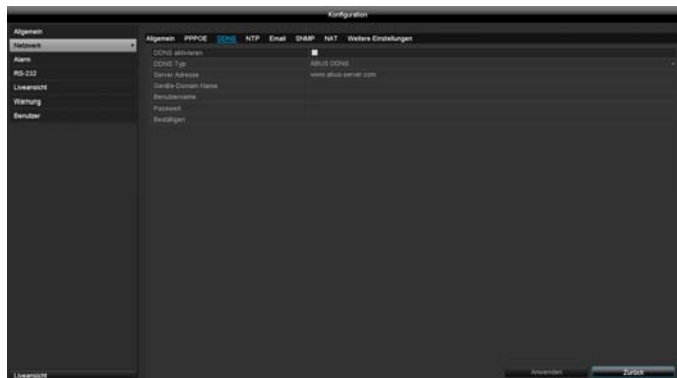 Konfiguration
Allgemein
Netzwerk
Alarm
RS-232
Liveansicht
Warnung
Benutzer
Allgemein PPPOE DDNS NTP Email SNMP NAT Weitere Einstellungen
DDNS aktivieren
DDNS Typ ABUS DDNS
Server Adresse www.abus-server.com
Geräte-Domain Name
Benutzername
Passwort
Bestätigen
Liveansicht
Anwenden Zurück